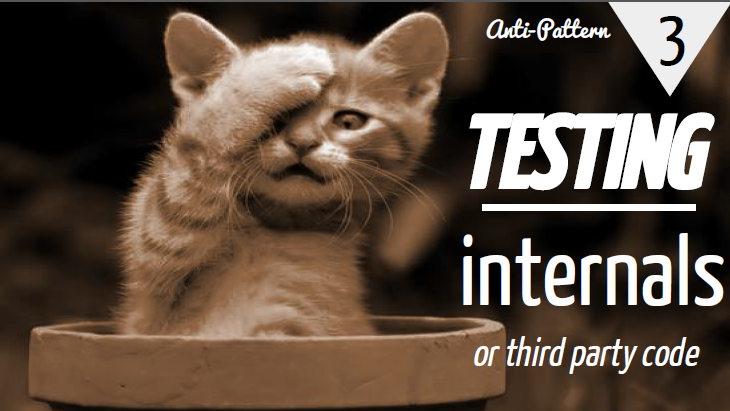 Anti-Pattern
3
TESTING
internals
or third party code